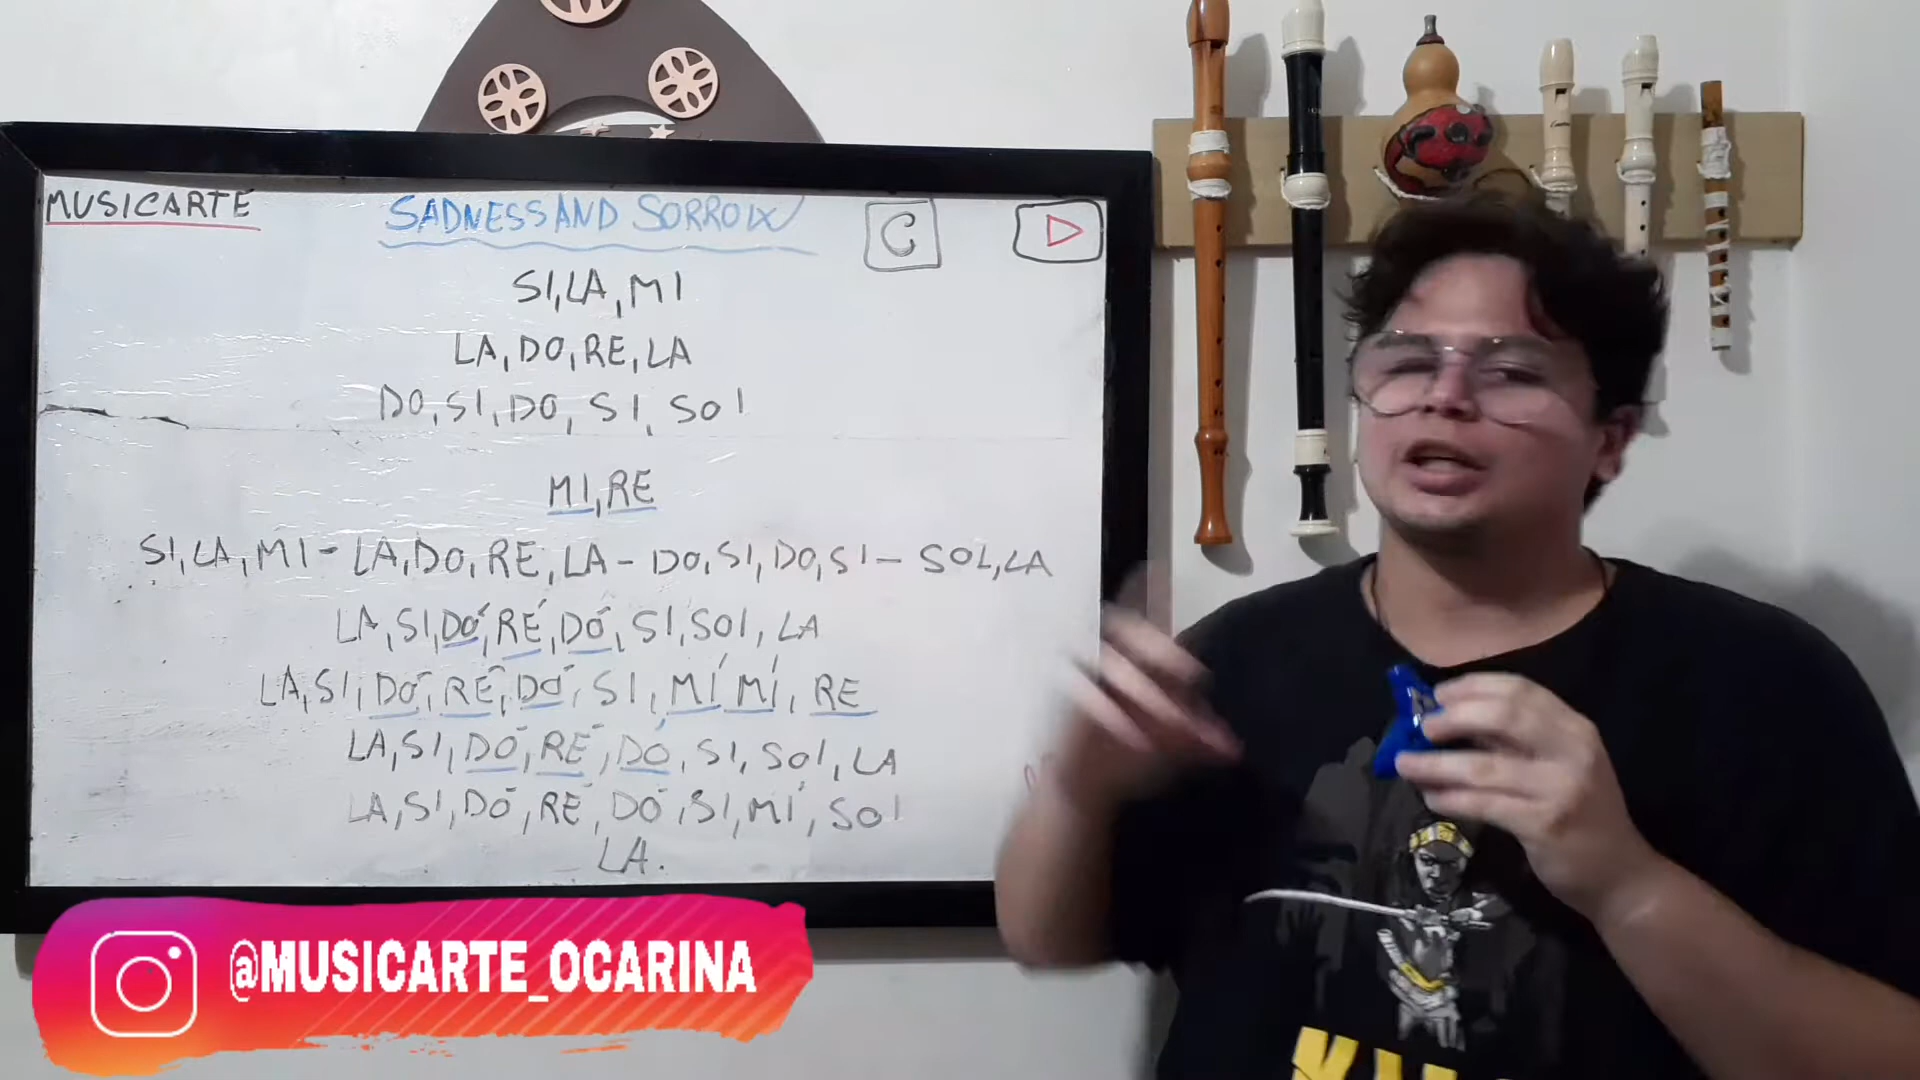 MUSICARTE SADNESS AND SORROW C
SI, LA, MI
LA, DO, RE, LA
DO, SI, DO, SI, SOL
MI, RE
SI, LA, MI - LA, DO, RE, LA - DO, SI, DO, SI - SOL, LA
LA, SI, DÓ, RÉ, DÓ, SI, SOL, LA
LA, SI, DÓ, RÉ, DÓ, SI, MÍ MÍ, RE
LA, SI, DÓ, RÉ, DÓ, SI, SOL, LA
LA, SI, DÓ, RÉ, DÓ, SI, MÍ, SOL
LA.
@MUSICARTE_OCARINA